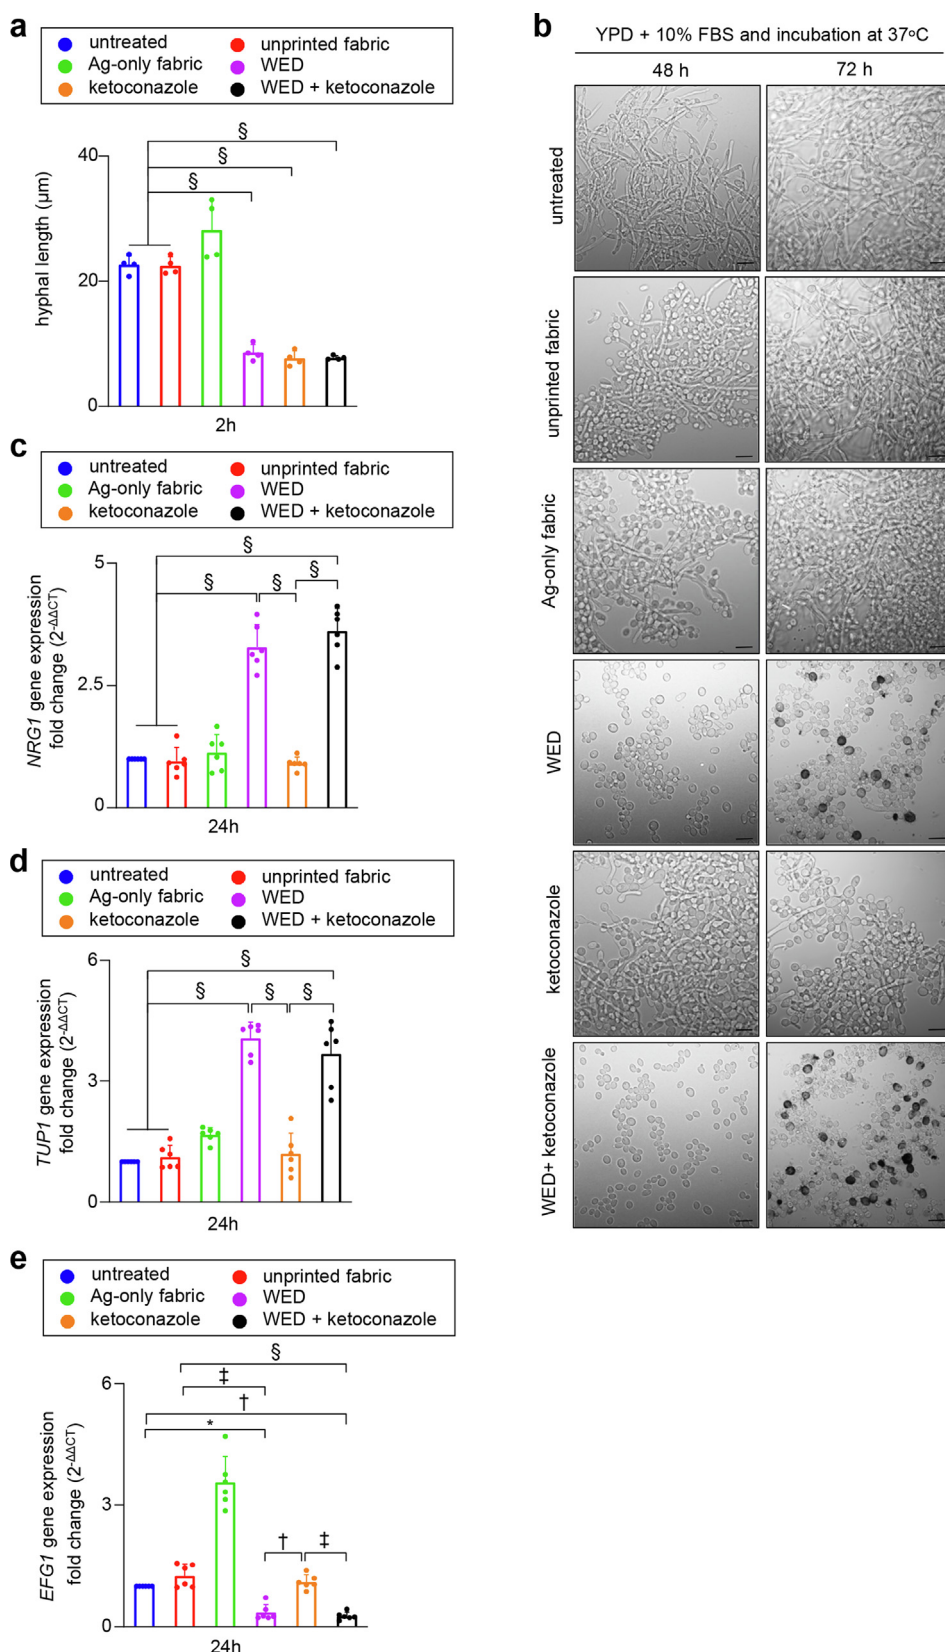 a
untreated
unprinted fabric
Ag-only fabric
WED
ketoconazole
WED + ketoconazole
§
§
§
40
20
0
hyphal length (µm)
2h
b
YPD + 10% FBS and incubation at 37°C
48 h
72 h
untreated
unprinted fabric
Ag-only fabric
WED
ketoconazole
WED+ ketoconazole
c
untreated
unprinted fabric
Ag-only fabric
WED
ketoconazole
WED + ketoconazole
§
§
§
§
5
2.5
0
NRG1 gene expression
fold change (2-ΔΔCT)
24h
d
untreated
unprinted fabric
Ag-only fabric
WED
ketoconazole
WED + ketoconazole
§
§
§
§
6
3
0
TUP1 gene expression
fold change (2-ΔΔCT)
24h
e
untreated
unprinted fabric
Ag-only fabric
WED
ketoconazole
WED + ketoconazole
§
‡
†
*
†
‡
6
3
0
EFG1 gene expression
fold change (2-ΔΔCT)
24h